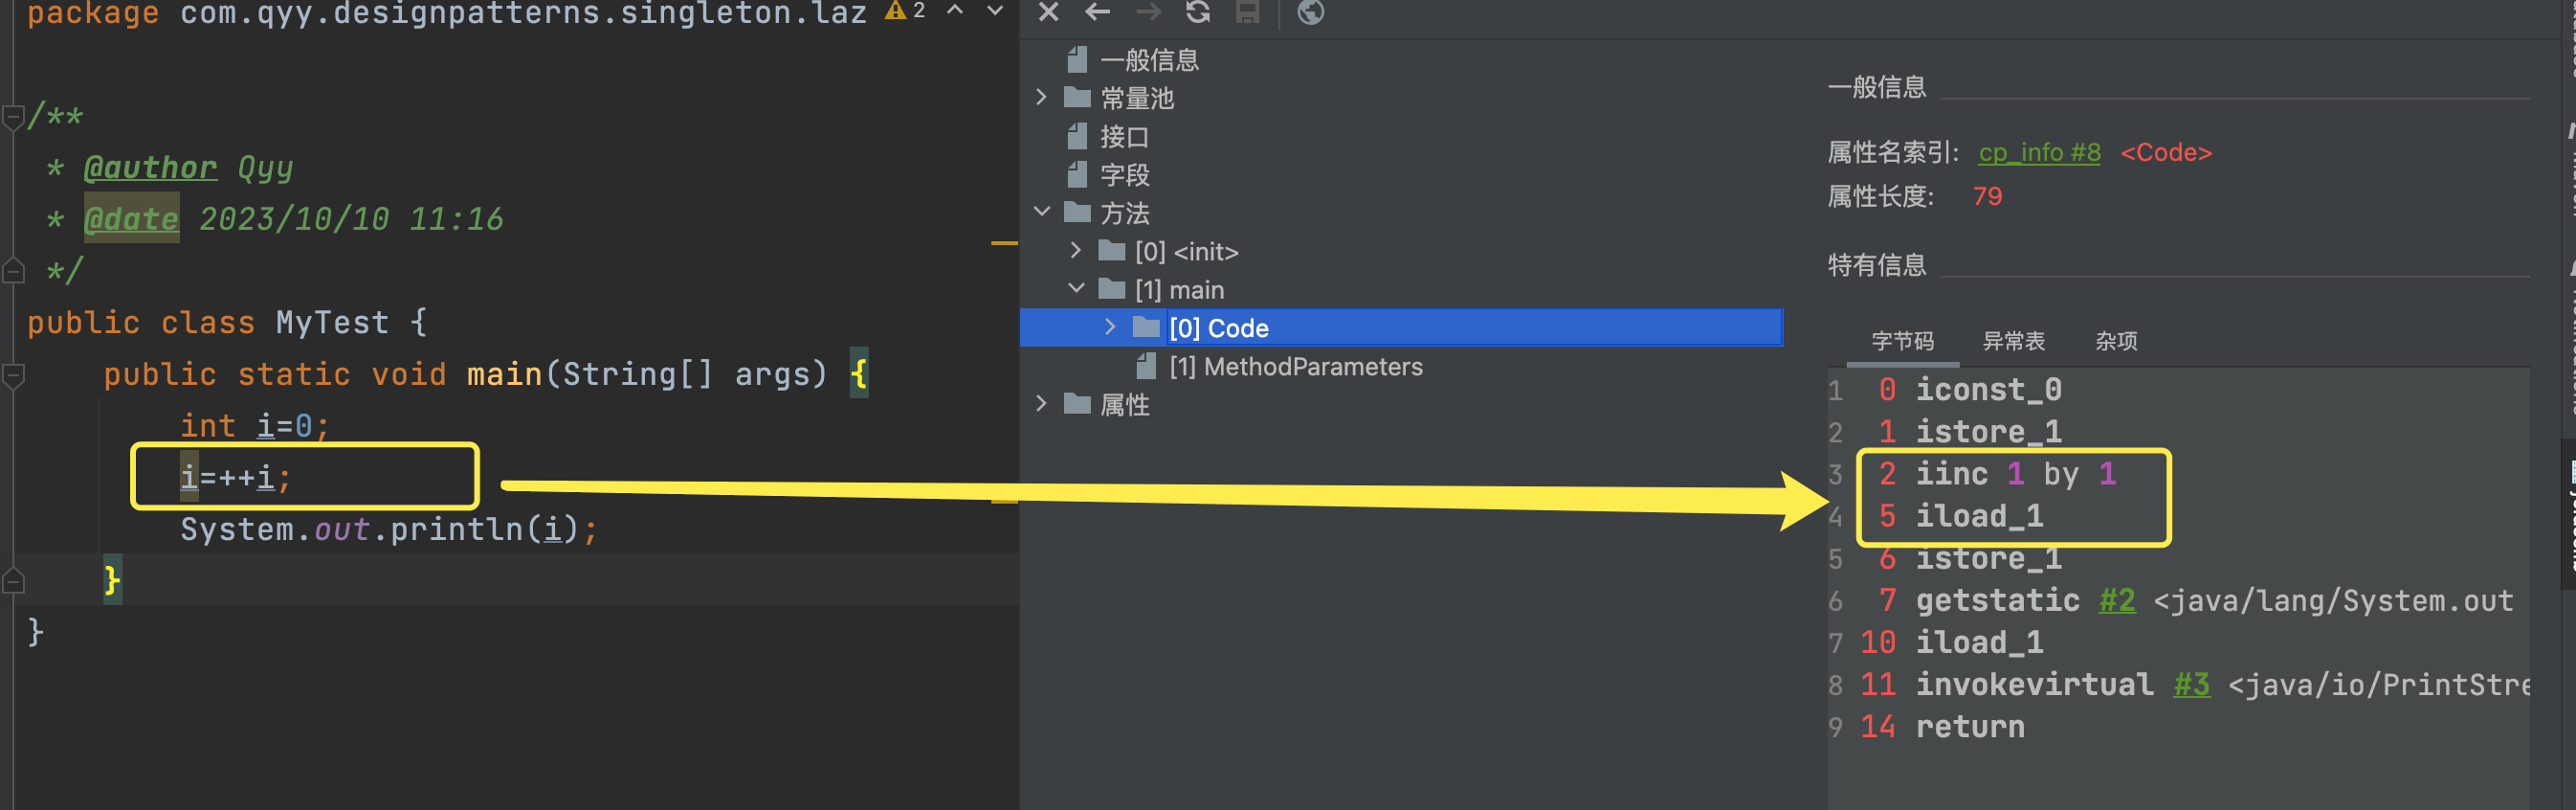 package com.qyy.designpatterns.singleton.laz 2
/**
* @author Qyy
* @date 2023/10/10 11:16
*/
public class MyTest {
public static void main(String[] args) {
int i=0;
i=++i;
System.out.println(i);
}
}
一般信息
常量池
接口
字段
方法
[0] <init>
[1] main
[0] Code
[1] MethodParameters
属性
一般信息
属性名索引: cp_info #8 <Code>
属性长度: 79
特有信息
字节码 异常表 杂项
1 0 iconst_0
2 1 istore_1
3 2 iinc 1 by 1
4 5 iload_1
5 6 istore_1
6 7 getstatic #2 <java/lang/System.out
7 10 iload_1
8 11 invokevirtual #3 <java/io/PrintStre
9 14 return